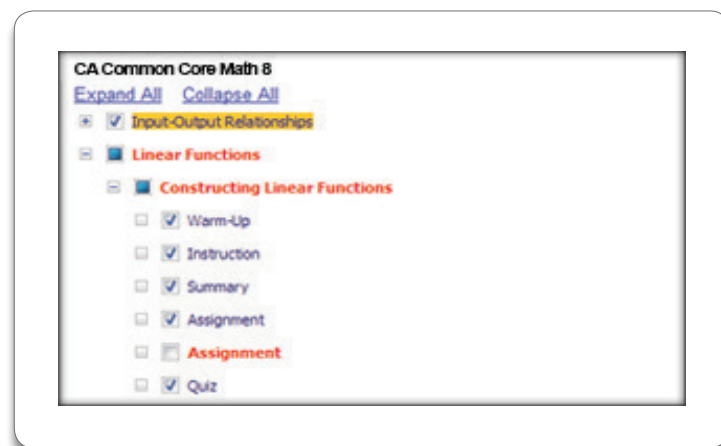 CA Common Core Math 8
Expand All Collapse All
Input-Output Relationships
Linear Functions
Constructing Linear Functions
Warm-Up
Instruction
Summary
Assignment
Assignment
Quiz